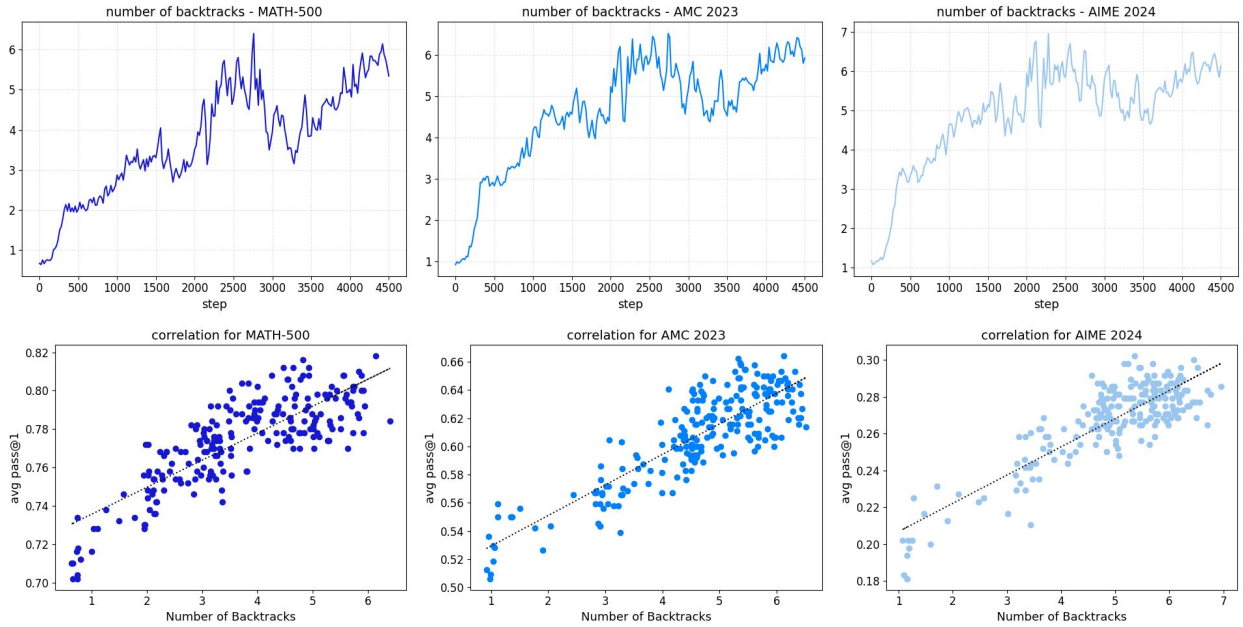 number of backtracks - MATH-500
6
5
4
3
2
1
0 500 1000 1500 2000 2500 3000 3500 4000 4500
step
number of backtracks - AMC 2023
6
5
4
3
2
1
0 500 1000 1500 2000 2500 3000 3500 4000 4500
step
number of backtracks - AIME 2024
7
6
5
4
3
2
1
0 500 1000 1500 2000 2500 3000 3500 4000 4500
step
correlation for MATH-500
avg pass@1
0.82
0.80
0.78
0.76
0.74
0.72
0.70
1 2 3 4 5 6
Number of Backtracks
correlation for AMC 2023
avg pass@1
0.66
0.64
0.62
0.60
0.58
0.56
0.54
0.52
0.50
1 2 3 4 5 6
Number of Backtracks
correlation for AIME 2024
avg pass@1
0.30
0.28
0.26
0.24
0.22
0.20
0.18
1 2 3 4 5 6 7
Number of Backtracks